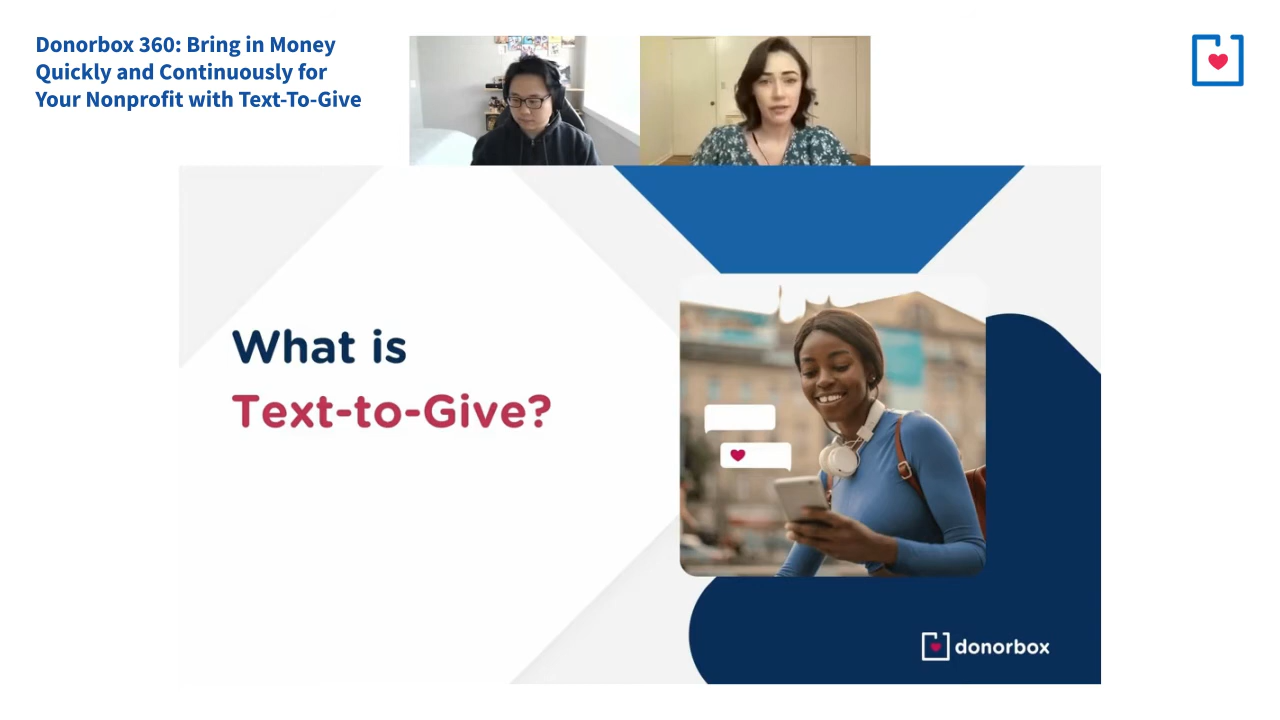 Donorbox 360: Bring in Money
Quickly and Continuously for
Your Nonprofit with Text-To-Give
What is
Text-to-Give?
donorbox